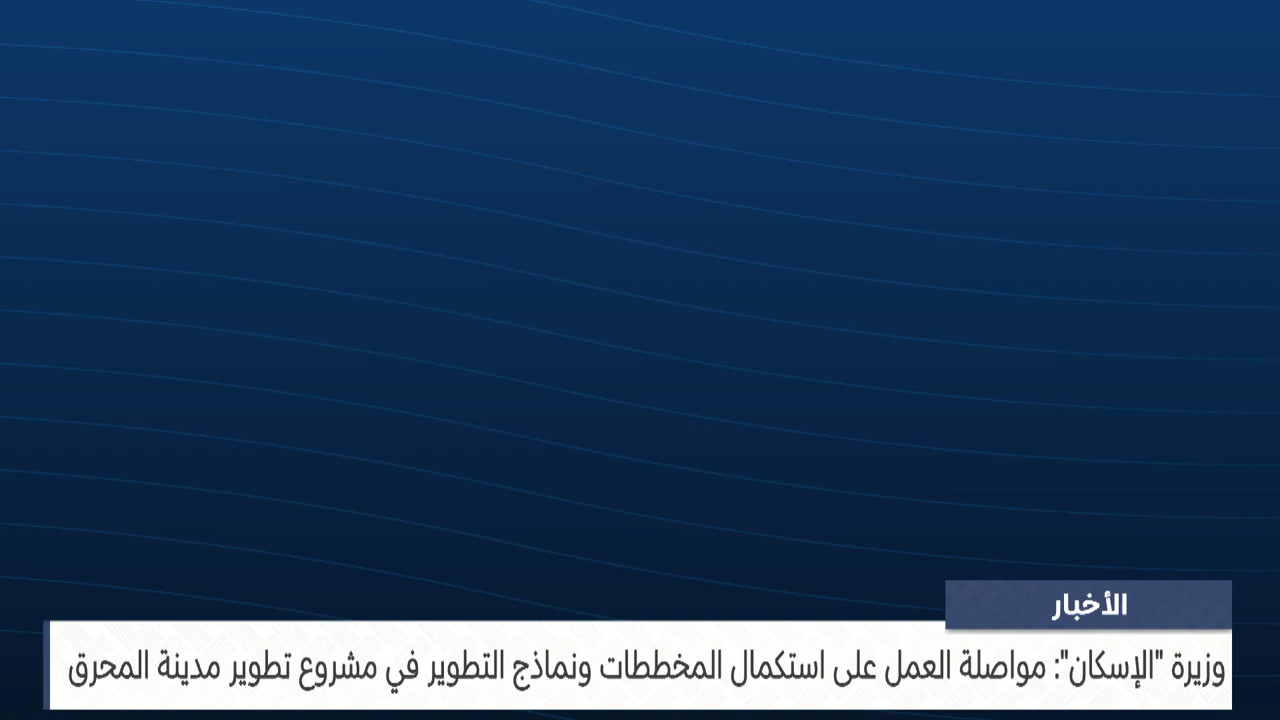 الأخبار
وزيرة "الإسكان": مواصلة العمل على استكمال المخططات ونماذج التطوير في مشروع تطوير مدينة المحرق